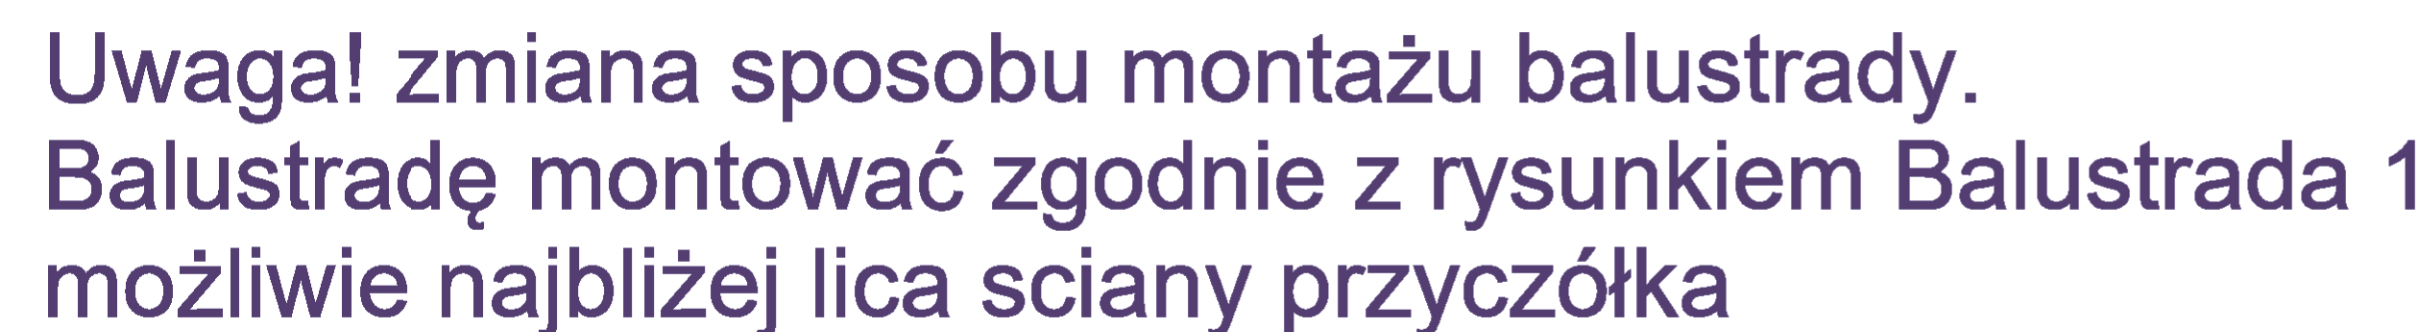 Uwaga! zmiana sposobu montażu balustrady.
Balustradę montować zgodnie z rysunkiem Balustrada 1
możliwie najbliżej lica sciany przyczółka